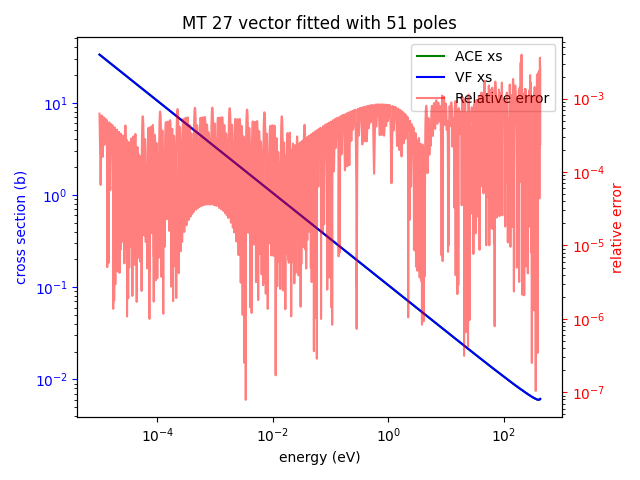 MT 27 vector fitted with 51 poles
ACE xs
VF xs
Relative error
cross section (b)
10^1
10^0
10^-1
10^-2
10^-3
10^-4
10^-5
10^-6
10^-7
relative error
10^-4
10^-2
10^0
10^2
energy (eV)